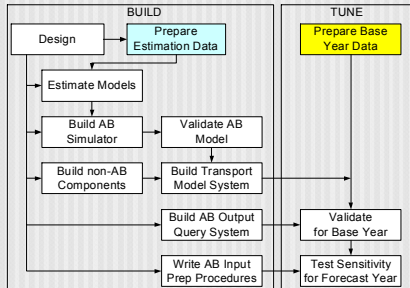 BUILD
TUNE
Design
Prepare
Estimation Data
Prepare Base
Year Data
Estimate Models
Build AB
Simulator
Validate AB
Model
Build non-AB
Components
Build Transport
Model System
Build AB Output
Query System
Validate
for Base Year
Write AB Input
Prep Procedures
Test Sensitivity
for Forecast Year